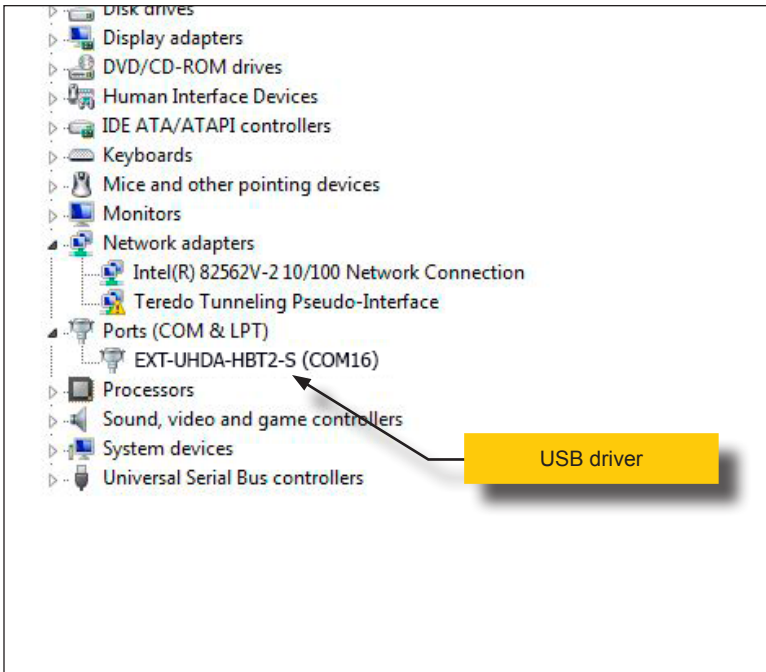 Disk drives
Display adapters
DVD/CD-ROM drives
Human Interface Devices
IDE ATA/ATAPI controllers
Keyboards
Mice and other pointing devices
Monitors
Network adapters
Intel(R) 82562V-2 10/100 Network Connection
Teredo Tunneling Pseudo-Interface
Ports (COM & LPT)
EXT-UHDA-HBT2-S (COM16)
Processors
Sound, video and game controllers
System devices
USB driver
Universal Serial Bus controllers